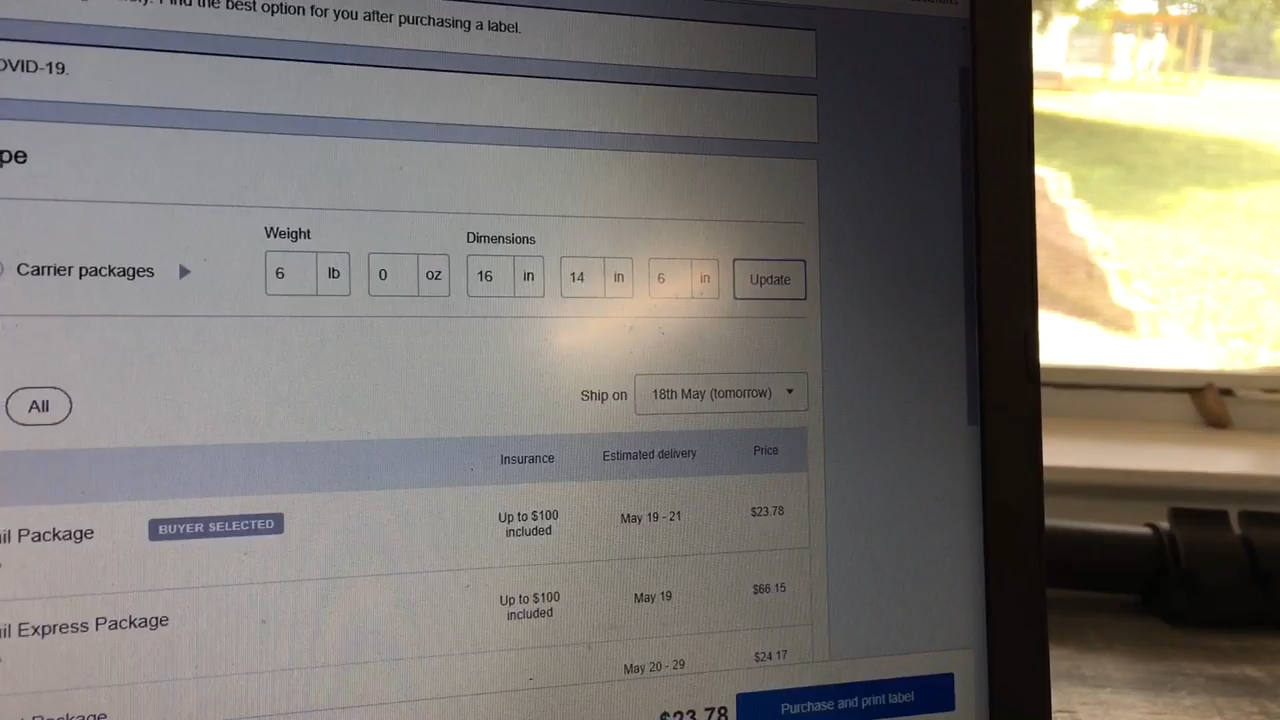 the best option for you after purchasing a label.
OVID-19.
pe
Weight
Dimensions
Carrier packages
6 lb 0 oz 16 in 14 in 6 in Update
All
Ship on 18th May (tomorrow)
Insurance Estimated delivery Price
il Package BUYER SELECTED Up to $100 included May 19 - 21 $23.78
il Express Package Up to $100 included May 19 $66.15
May 20 - 29 $24.17
Package
$23.78 Purchase and print label